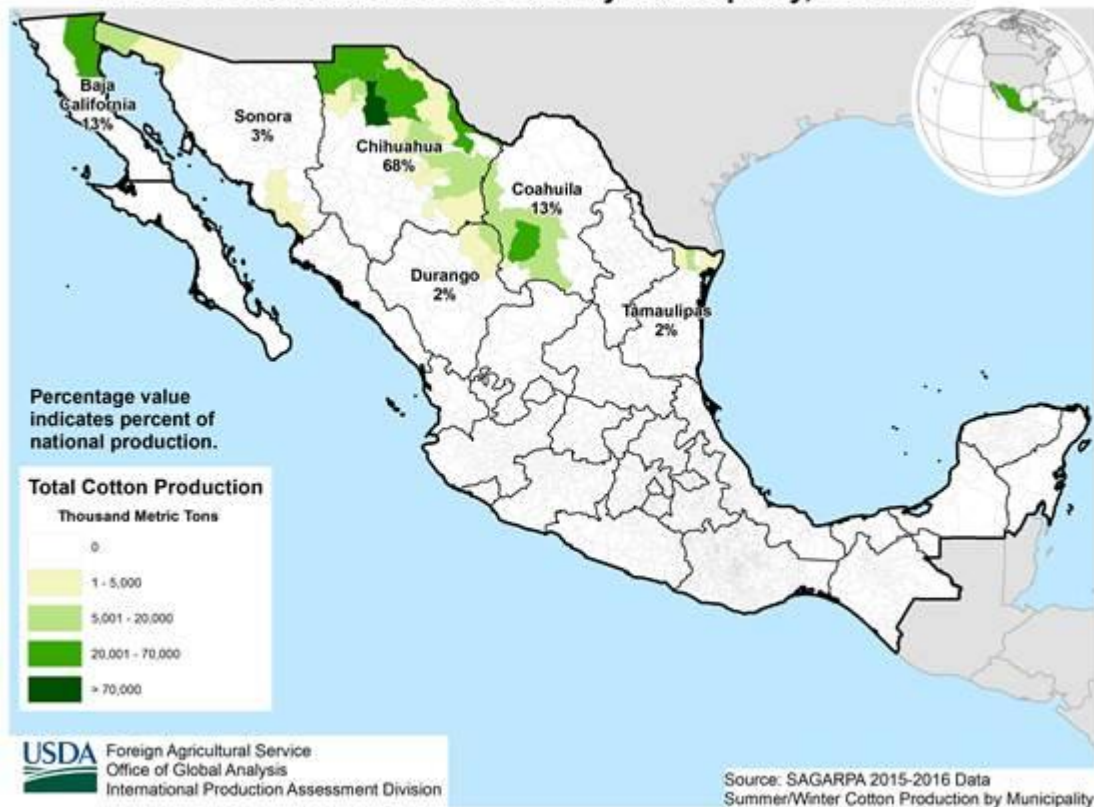 Baja
California
13%
Sonora
3%
Chihuahua
68%
Coahuila
13%
Durango
2%
Tamaulipas
2%
Percentage value
indicates percent of
national production.
Total Cotton Production
Thousand Metric Tons
0
1 - 5,000
5,001 - 20,000
20,001 - 70,000
> 70,000
USDA
Foreign Agricultural Service
Office of Global Analysis
International Production Assessment Division
Source: SAGARPA 2015-2016 Data
Summer/Winter Cotton Production by Municipality